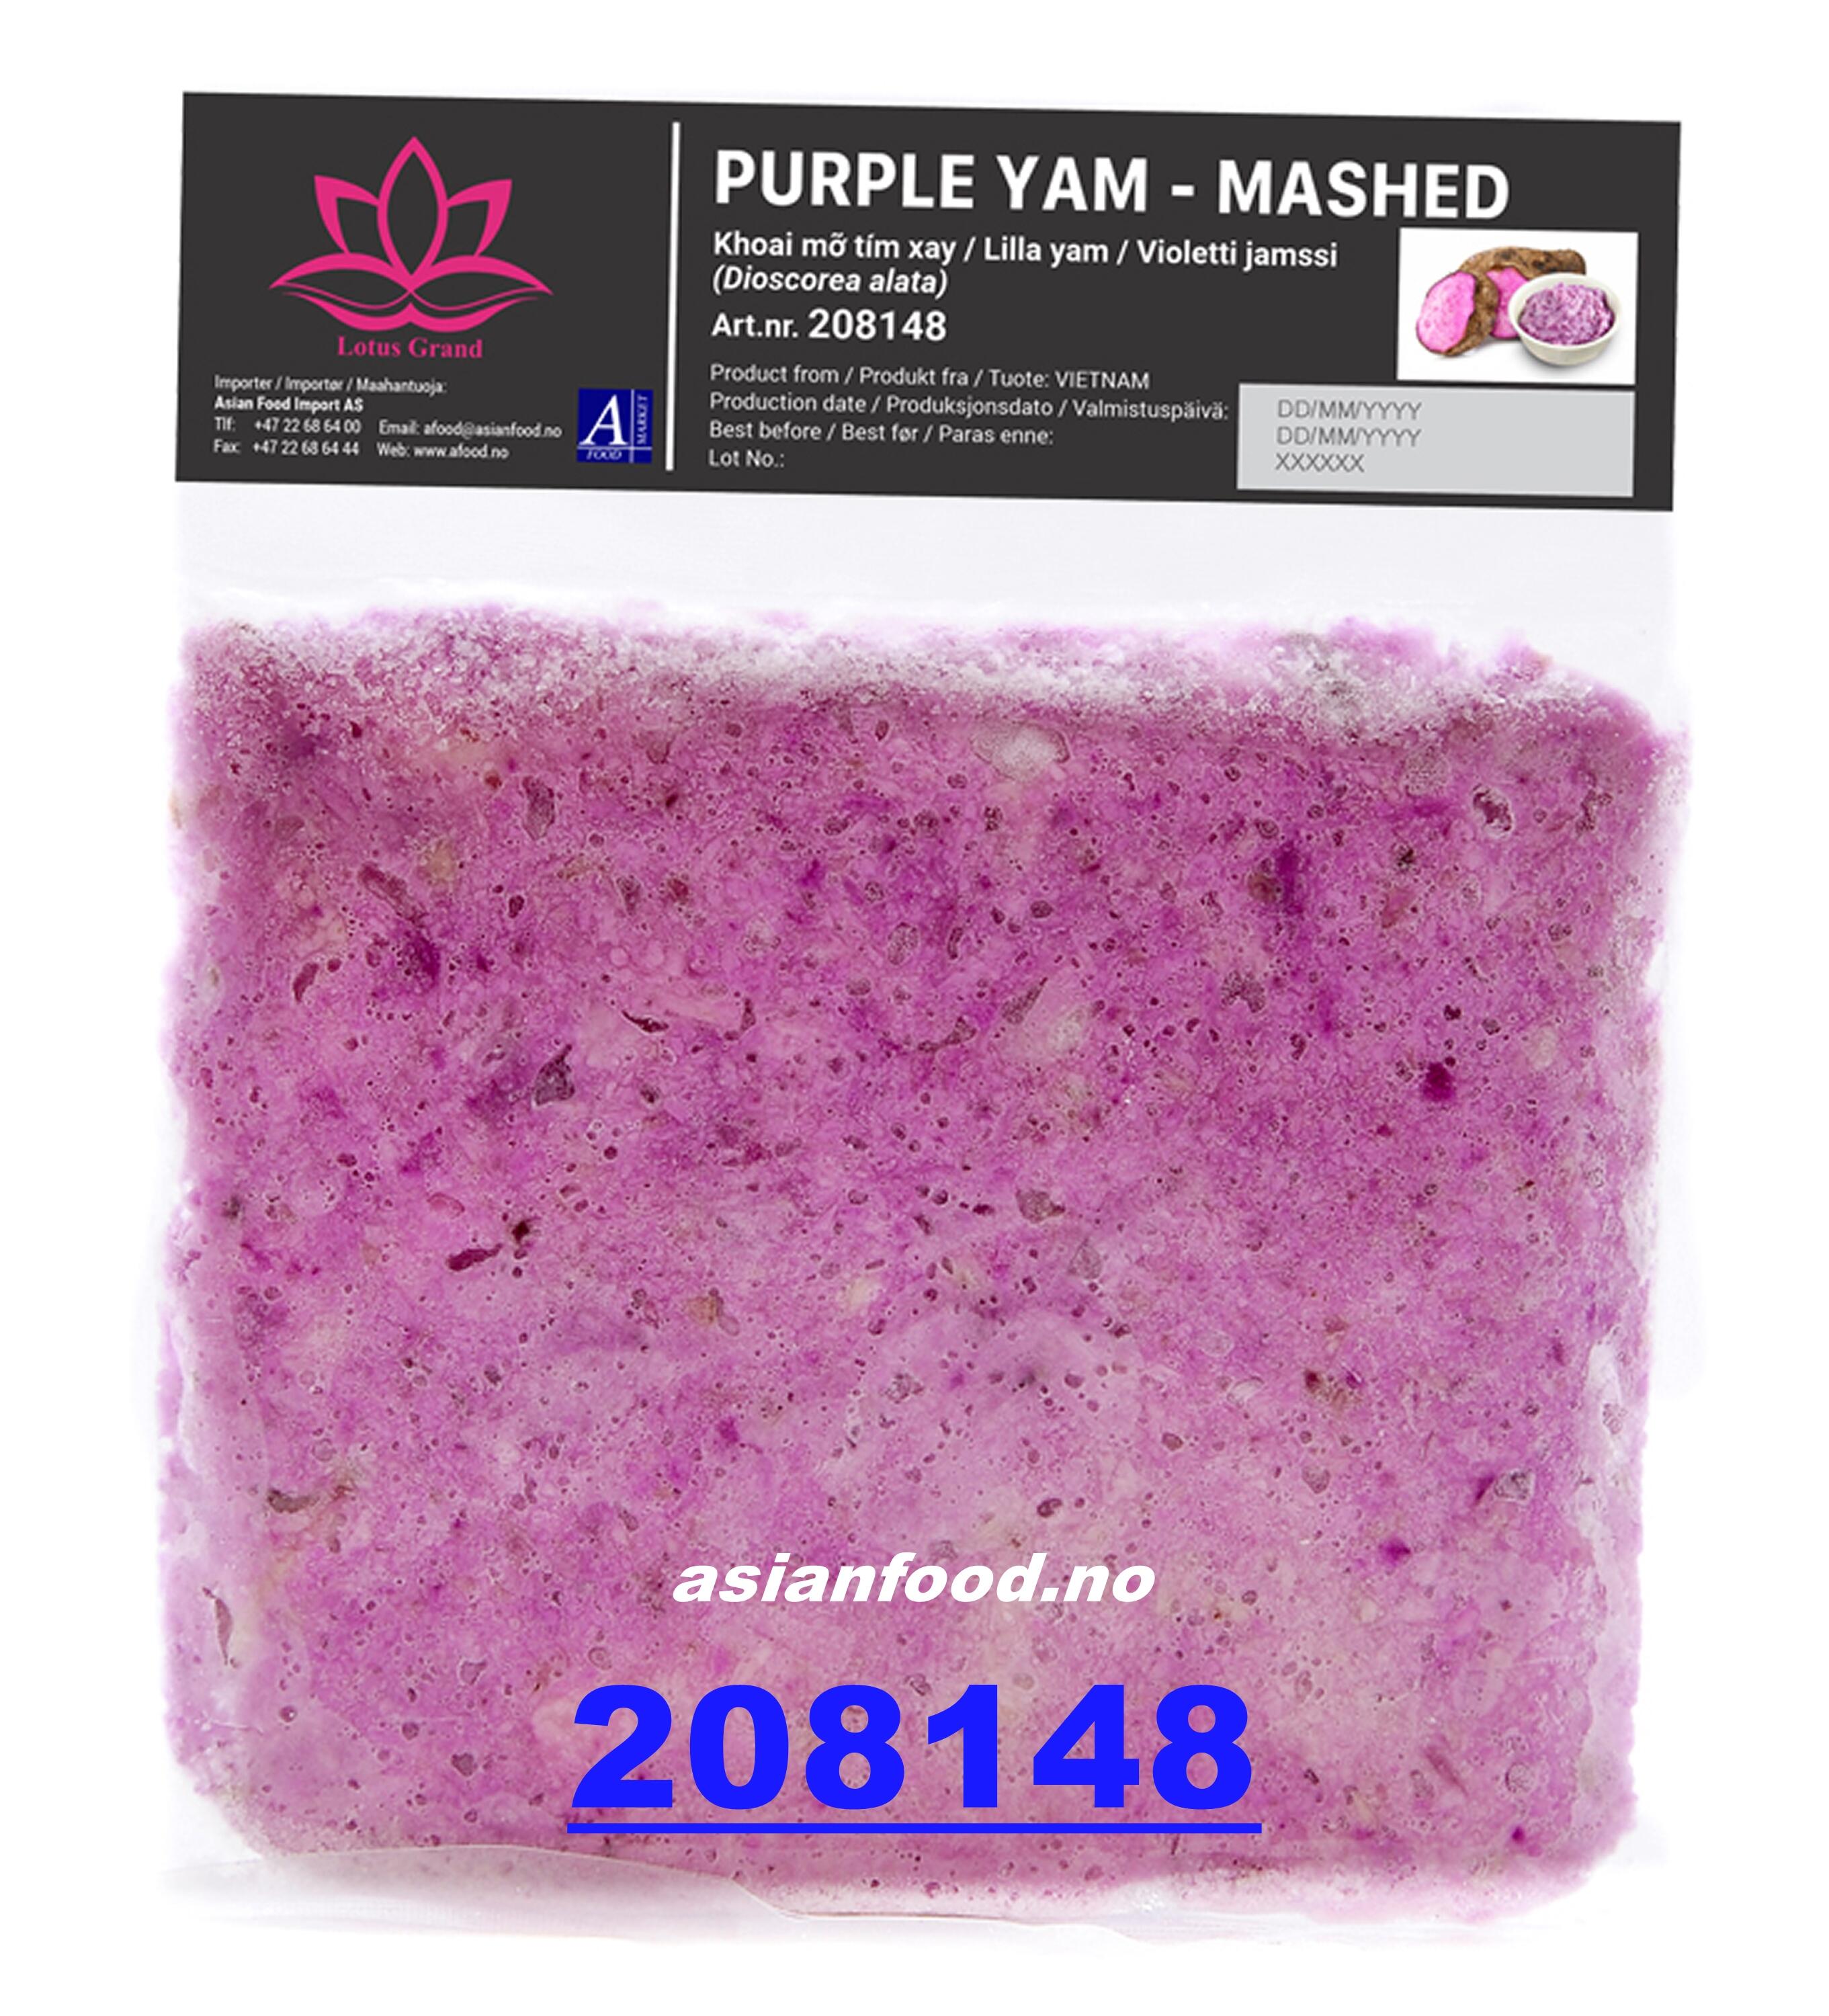 Lotus Grand
Importer / Importør / Maahantuoja:
Asian Food Import AS
Tlf: +47 22 68 64 00 Email: afood@asianfood.no
Fax: +47 22 68 64 44 Web: www.afood.no
A
FOOD
MARKET
PURPLE YAM - MASHED
Khoai mỡ tím xay / Lilla yam / Violetti jamssi
(Dioscorea alata)
Art.nr. 208148
Product from / Produkt fra / Tuote: VIETNAM
Production date / Produksjonsdato / Valmistuspäivä: DD/MM/YYYY
Best before / Best før / Paras enne: DD/MM/YYYY
Lot No.: XXXXXX
asianfood.no
208148